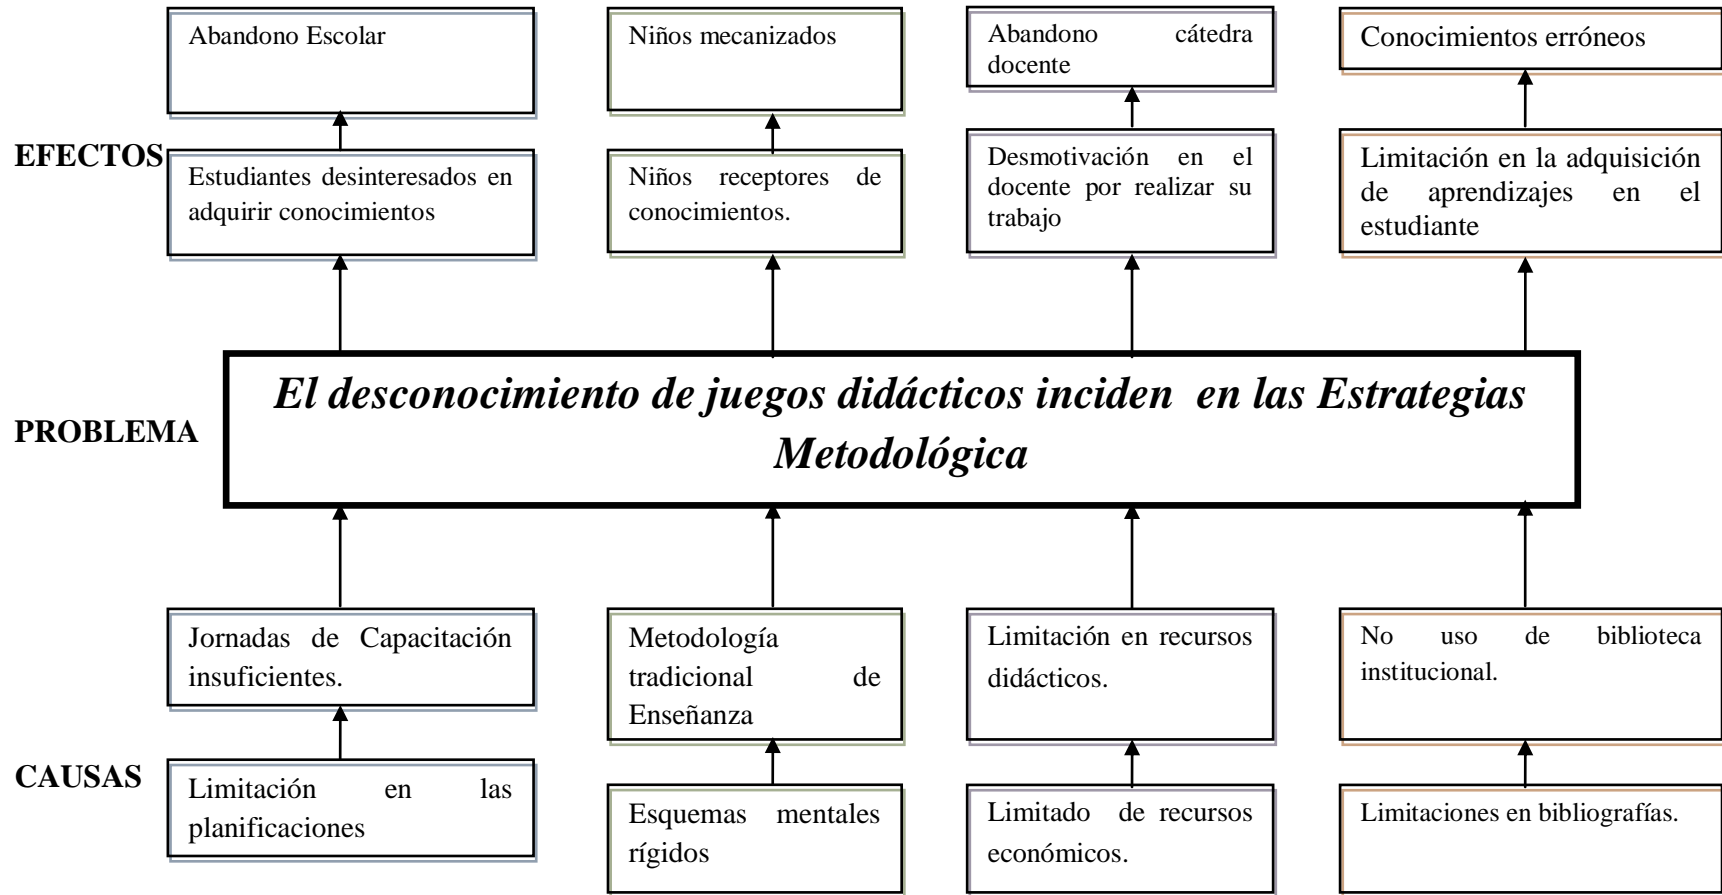 Abandono Escolar
Niños mecanizados
Abandono cátedra
docente
Conocimientos erróneos
EFECTOS
Estudiantes desinteresados en
adquirir conocimientos
Niños receptores de
conocimientos.
Desmotivación en el
docente por realizar su
trabajo
Limitación en la adquisición
de aprendizajes en el
estudiante
PROBLEMA
El desconocimiento de juegos didácticos inciden en las Estrategias
Metodológica
Jornadas de Capacitación
insuficientes.
Metodología
tradicional de
Enseñanza
Limitación en recursos
didácticos.
No uso de biblioteca
institucional.
CAUSAS
Limitación en las
planificaciones
Esquemas mentales
rígidos
Limitado de recursos
económicos.
Limitaciones en bibliografías.